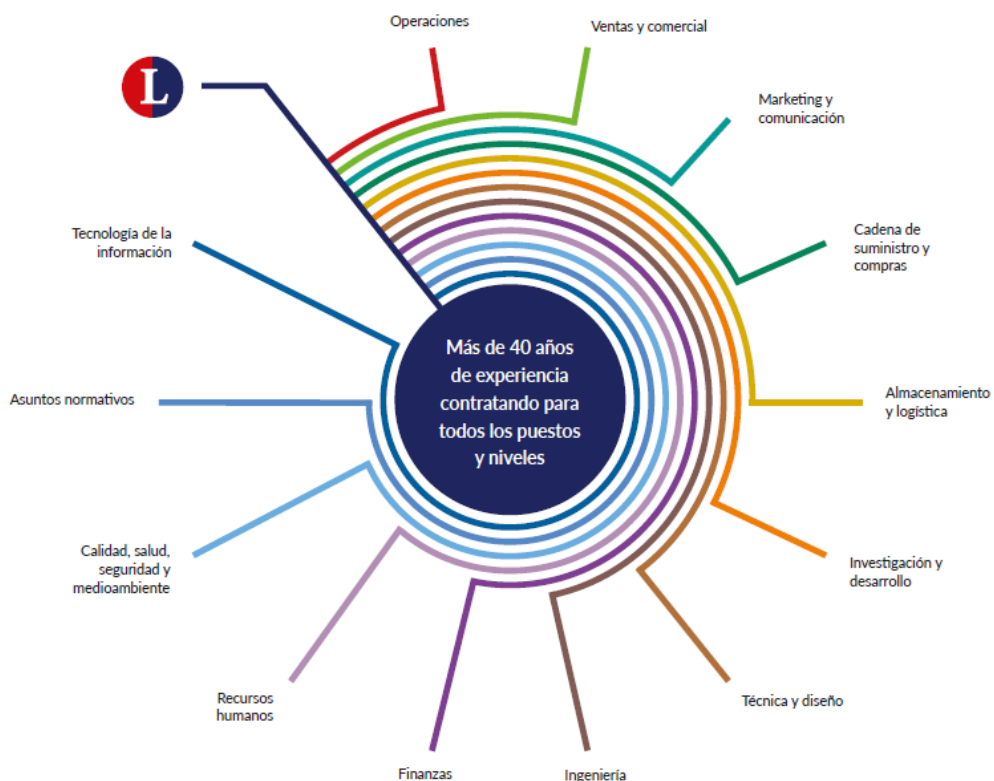 L
Operaciones
Ventas y comercial
Marketing y
comunicación
Cadena de
suministro y
compras
Almacenamiento
y logística
Investigación y
desarrollo
Técnica y diseño
Ingeniería
Finanzas
Recursos
humanos
Calidad, salud,
seguridad y
medioambiente
Asuntos normativos
Tecnología de la
información
Más de 40 años
de experiencia
contratando para
todos los puestos
y niveles